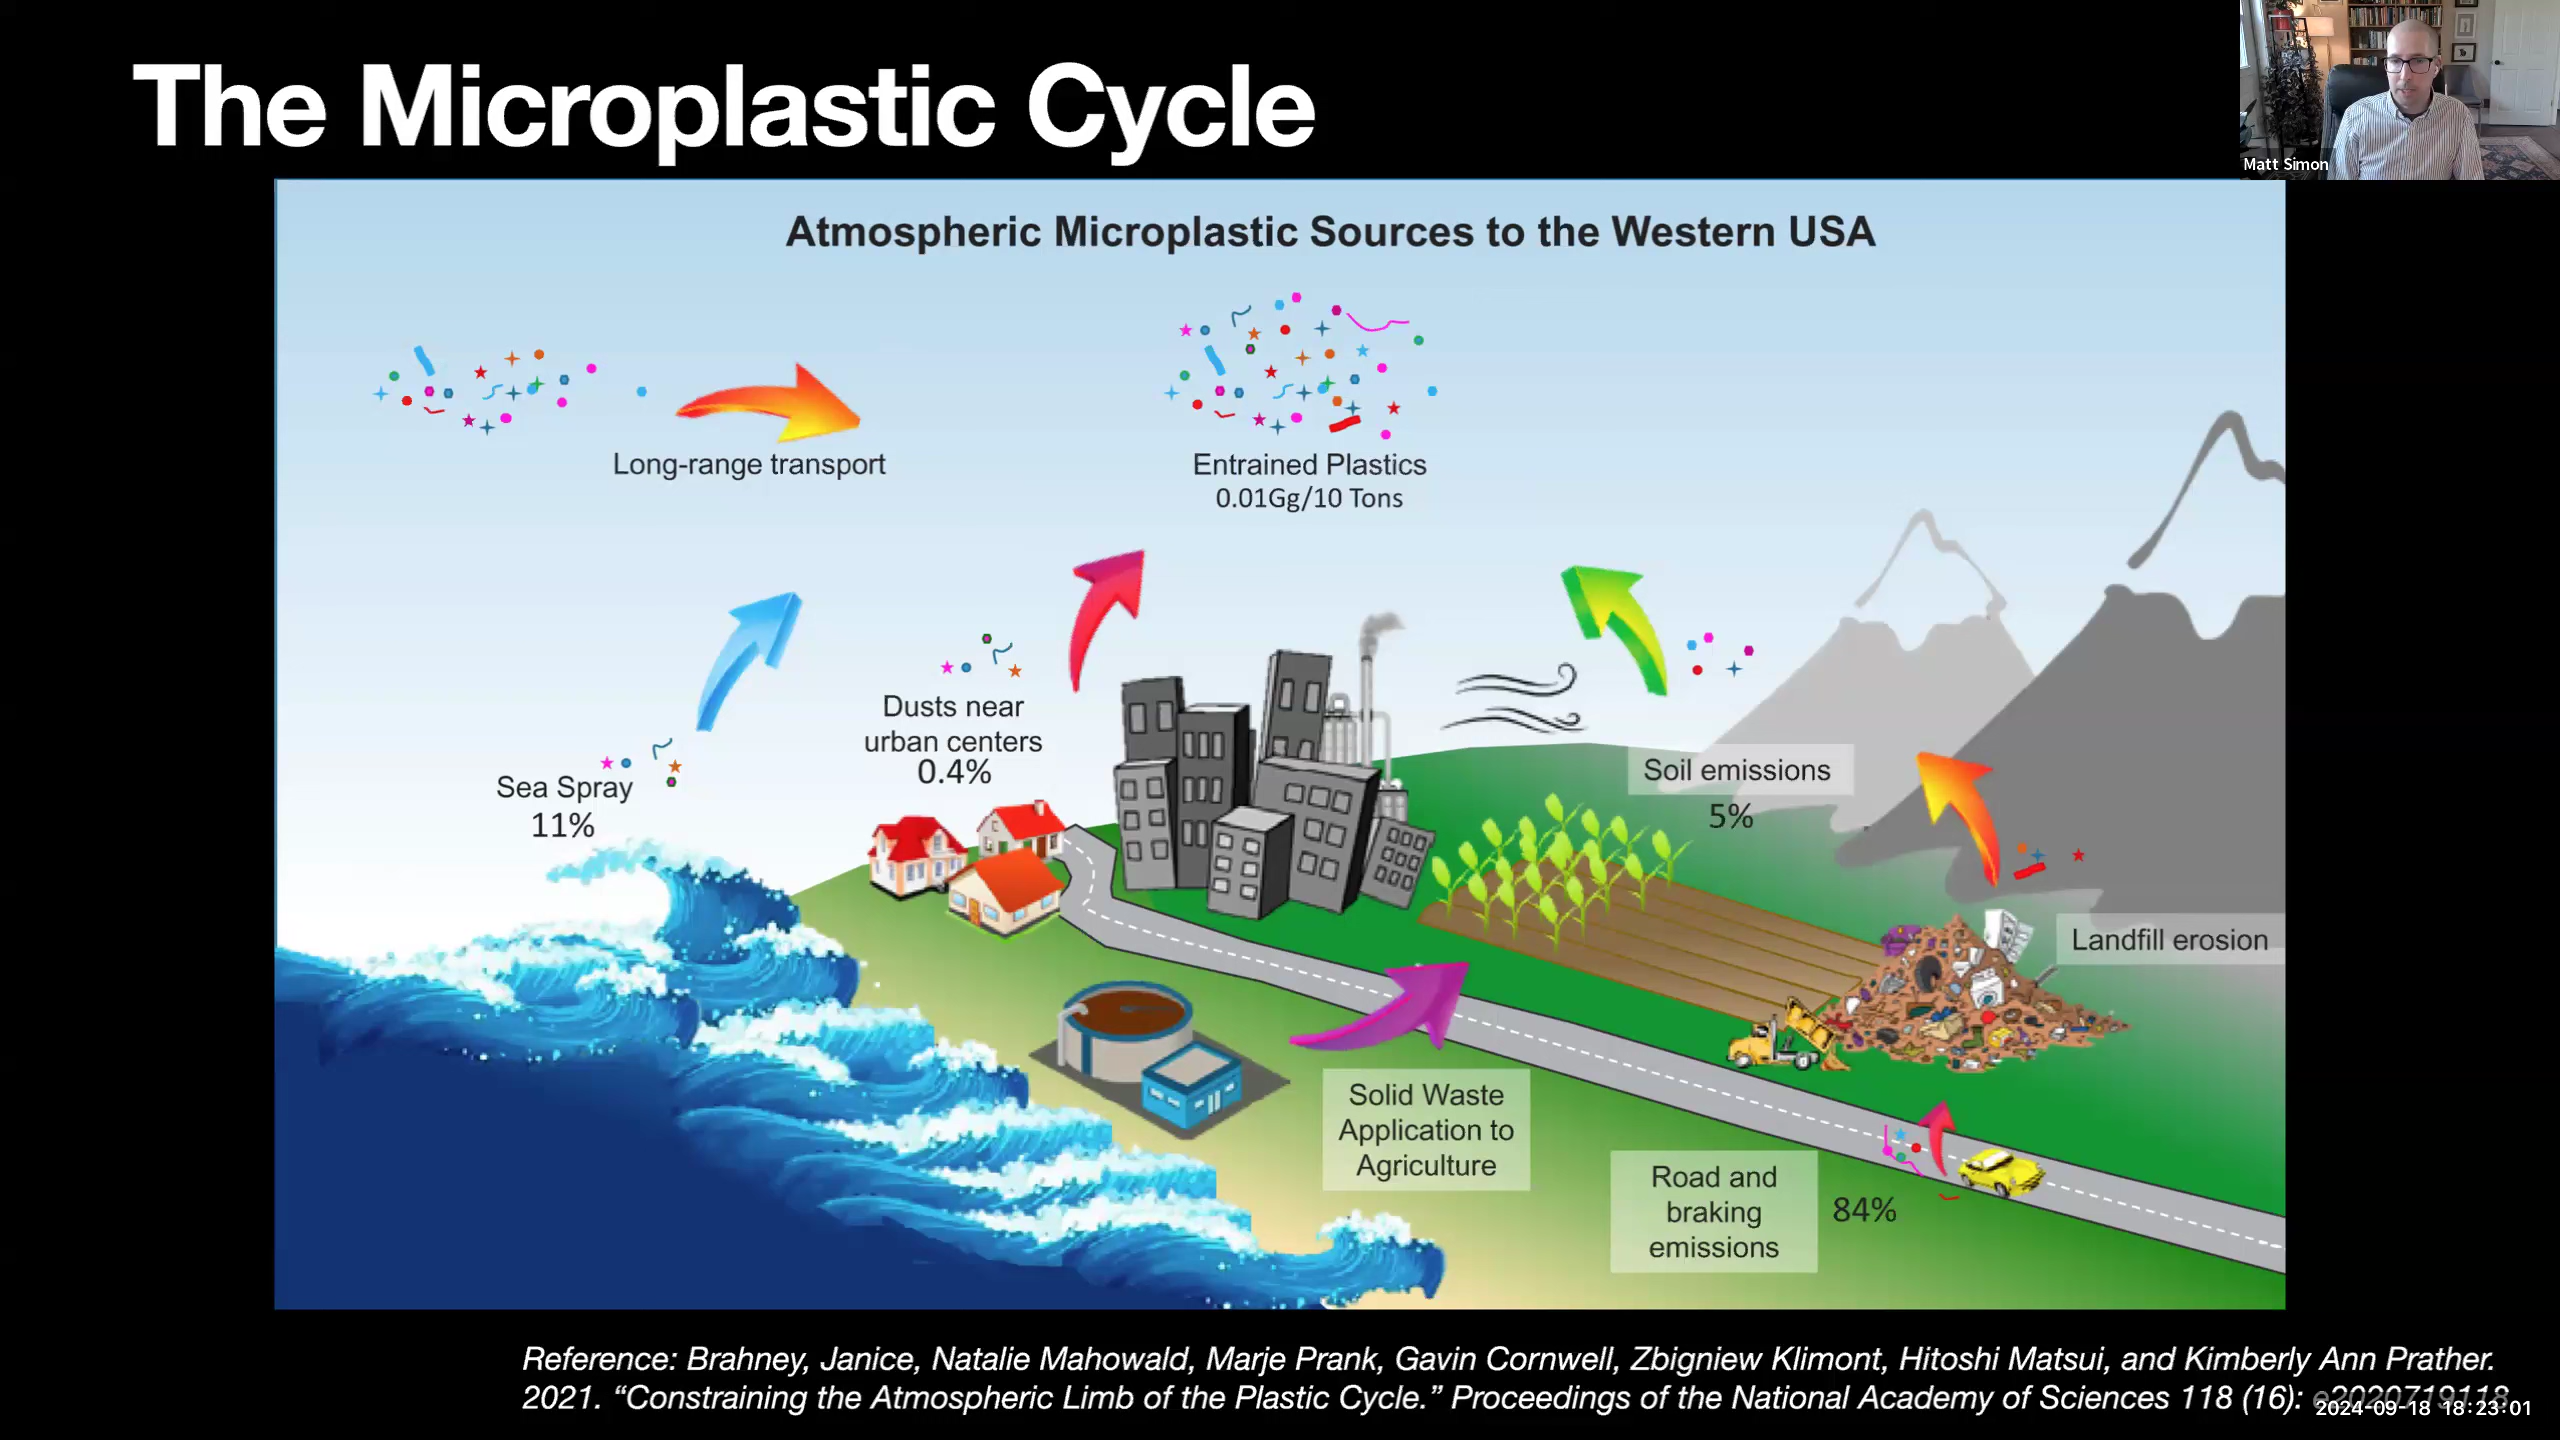 The Microplastic Cycle
Matt Simon
Atmospheric Microplastic Sources to the Western USA
Long-range transport
Entrained Plastics
0.01Gg/10 Tons
Dusts near
urban centers
0.4%
Sea Spray
11%
Soil emissions
5%
Landfill erosion
Solid Waste
Application to
Agriculture
Road and
braking
emissions
84%
Reference: Brahney, Janice, Natalie Mahowald, Marje Prank, Gavin Cornwell, Zbigniew Klimont, Hitoshi Matsui, and Kimberly Ann Prather.
2021. “Constraining the Atmospheric Limb of the Plastic Cycle.” Proceedings of the National Academy of Sciences 118 (16): e2020719118
2024-09-18 18:23:01